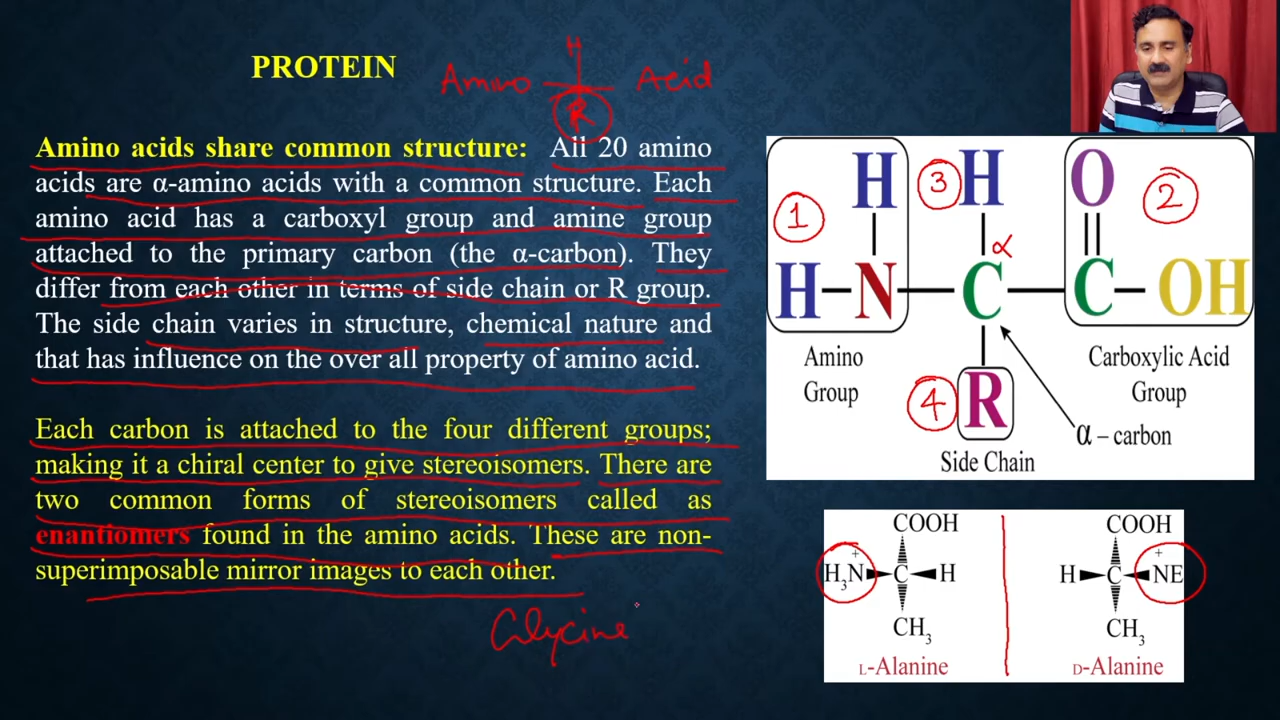 PROTEIN
H
Amino Acid
R
Amino acids share common structure: All 20 amino
acids are α-amino acids with a common structure. Each
amino acid has a carboxyl group and amine group
attached to the primary carbon (the α-carbon). They
differ from each other in terms of side chain or R group.
The side chain varies in structure, chemical nature and
that has influence on the over all property of amino acid.
Each carbon is attached to the four different groups;
making it a chiral center to give stereoisomers. There are
two common forms of stereoisomers called as
enantiomers found in the amino acids. These are non-
superimposable mirror images to each other.
Glycine
H 3 H O 2
1
α
H N C C OH
Amino
Group
Carboxylic Acid
Group
4 R
α – carbon
Side Chain
COOH
+
H3N C H
CH3
L-Alanine
COOH
+
H C NE
CH3
D-Alanine